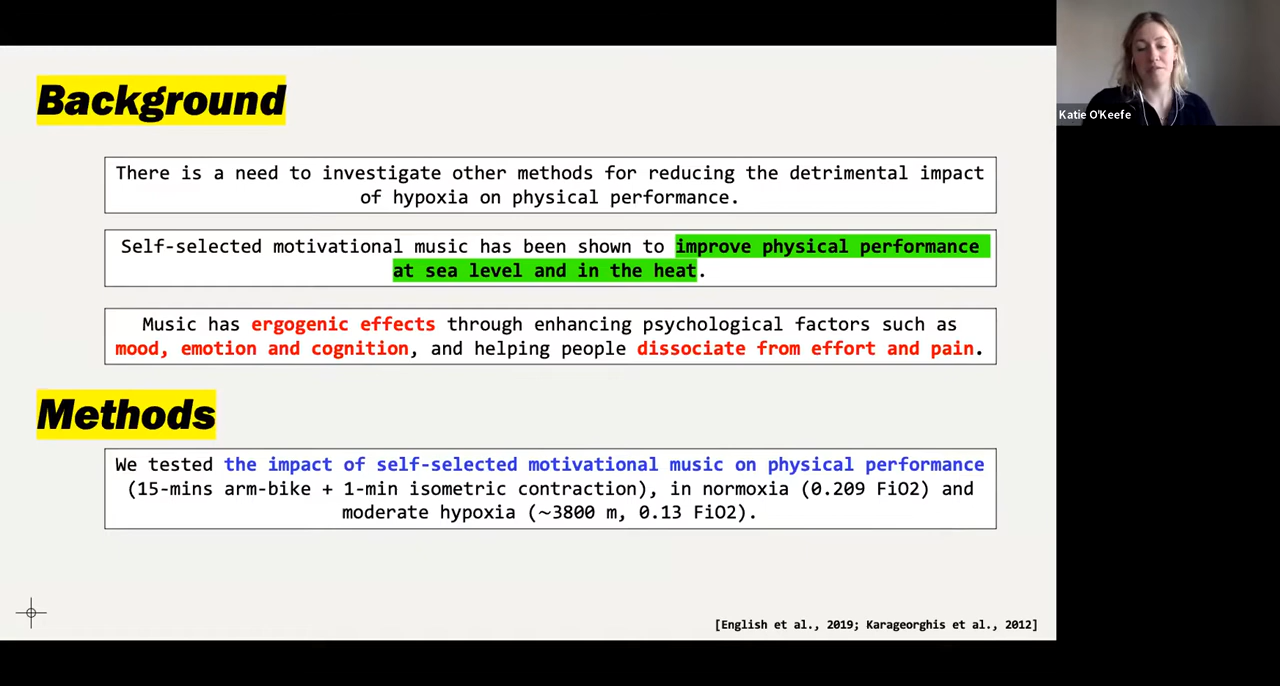 Background
There is a need to investigate other methods for reducing the detrimental impact
of hypoxia on physical performance.
Self-selected motivational music has been shown to improve physical performance
at sea level and in the heat.
Music has ergogenic effects through enhancing psychological factors such as
mood, emotion and cognition, and helping people dissociate from effort and pain.
Methods
We tested the impact of self-selected motivational music on physical performance
(15-mins arm-bike + 1-min isometric contraction), in normoxia (0.209 FiO2) and
moderate hypoxia (~3800 m, 0.13 FiO2).
[English et al., 2019; Karageorghis et al., 2012]
Katie O'Keefe